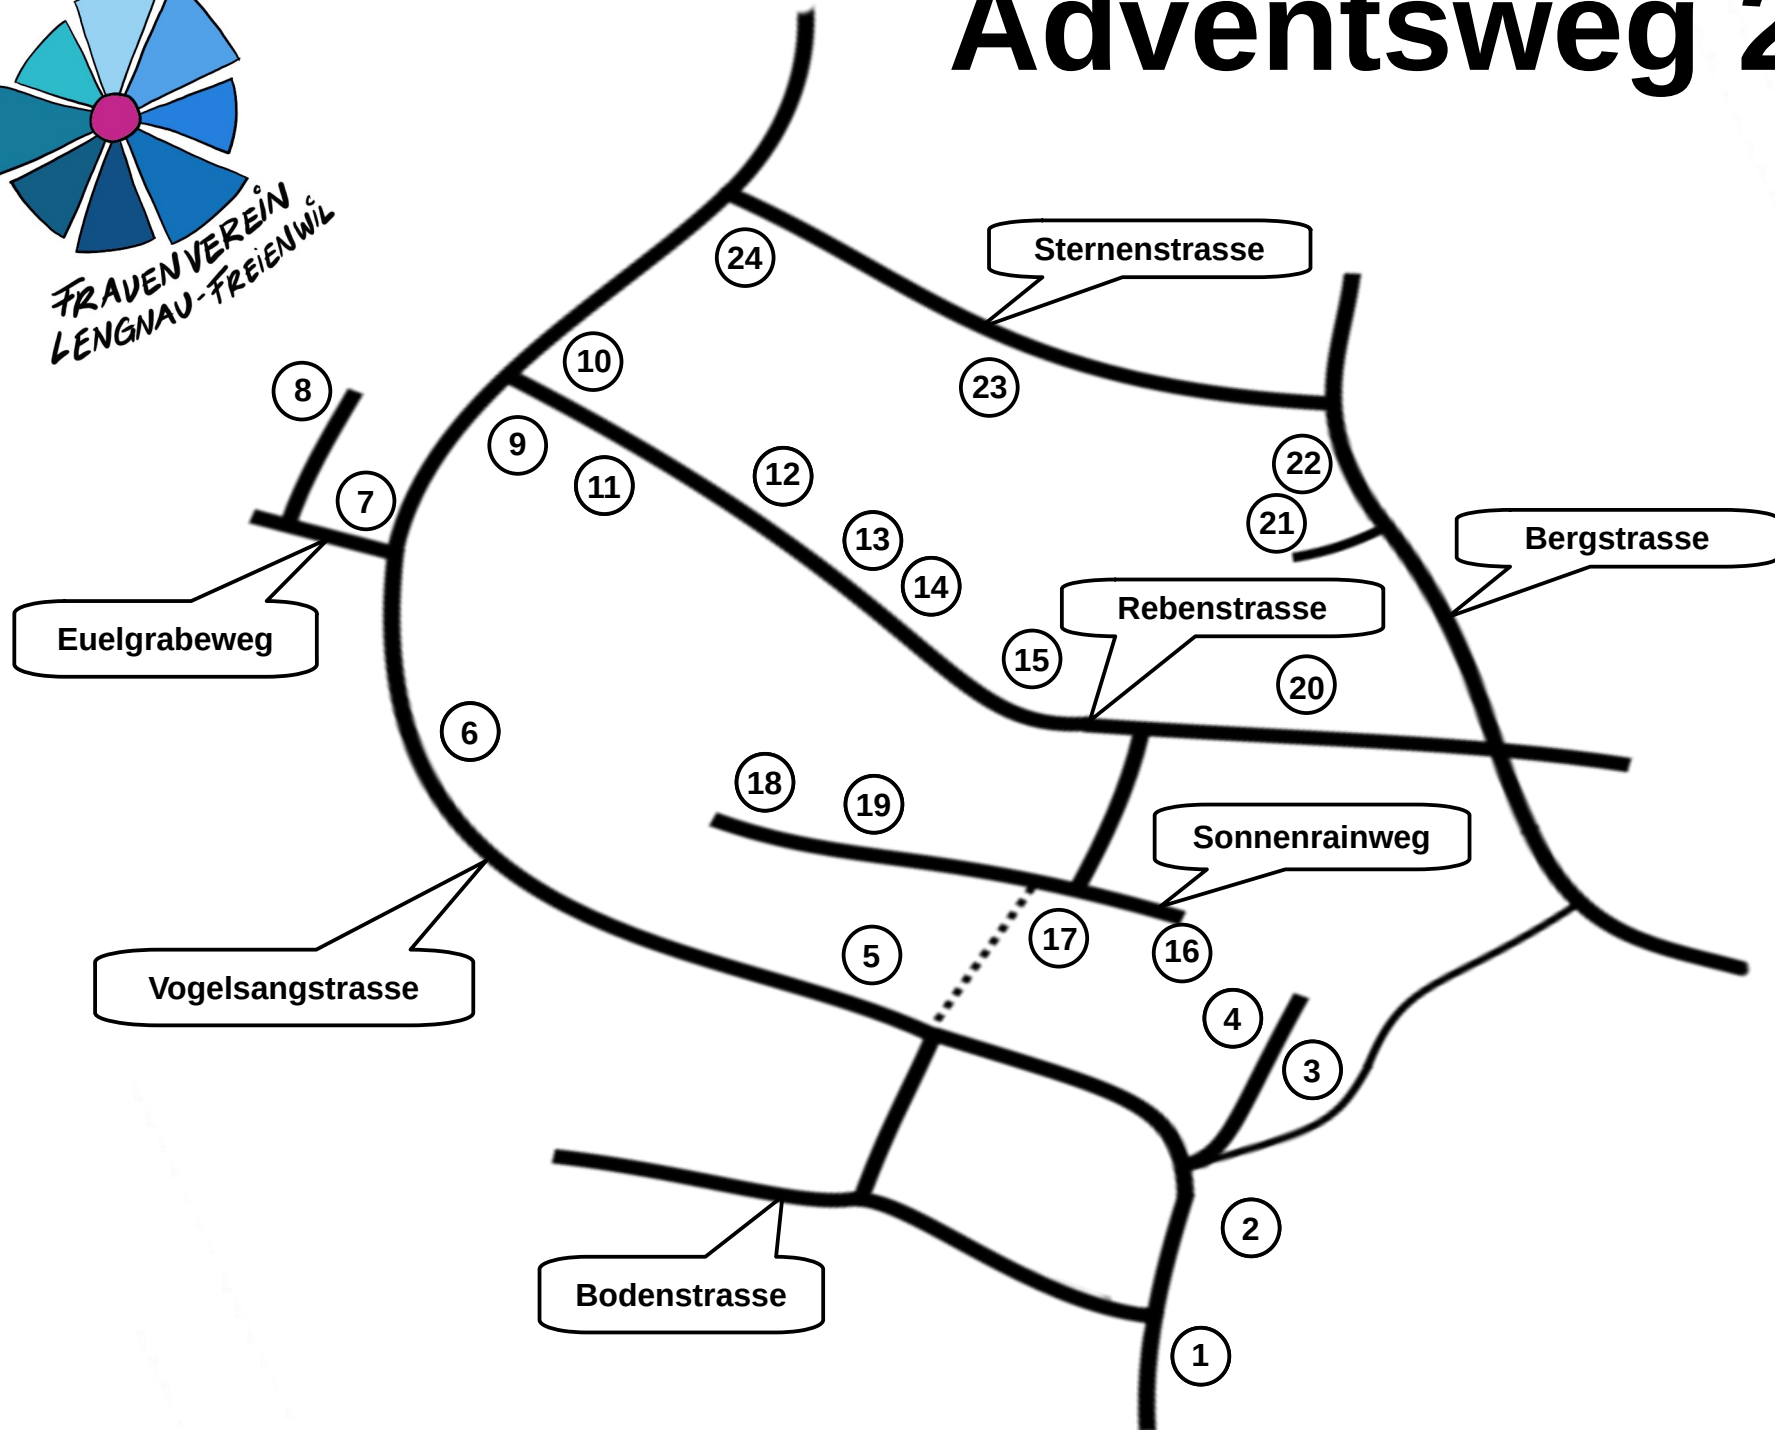 Adventsweg 2
FRAUENVEREIN
LENGNAU-FREIENWIL
Sternenstrasse
24
10
23
8
9
22
12
11
7
21
13
Bergstrasse
14
Rebenstrasse
Euelgrabeweg
15
20
6
18
19
Sonnenrainweg
17
16
5
Vogelsangstrasse
4
3
2
Bodenstrasse
1